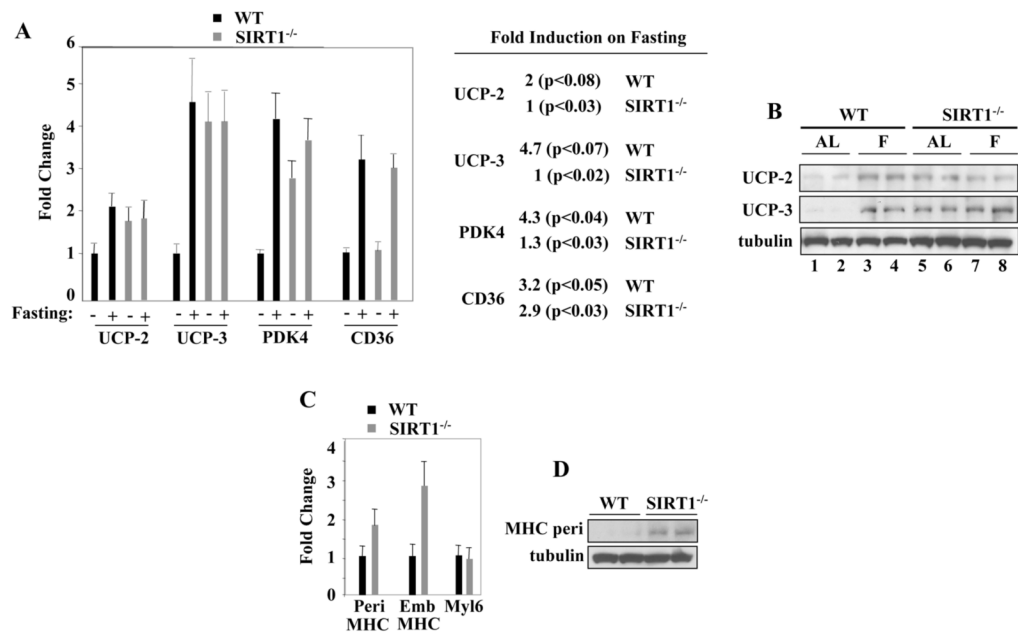 A
WT
SIRT1-/-
Fold Change
6
5
4
3
2
1
0
Fasting: - + - + - + - + - + - + - + - +
UCP-2 UCP-3 PDK4 CD36
Fold Induction on Fasting
UCP-2
2 (p<0.08) WT
1 (p<0.03) SIRT1-/-
UCP-3
4.7 (p<0.07) WT
1 (p<0.02) SIRT1-/-
PDK4
4.3 (p<0.04) WT
1.3 (p<0.03) SIRT1-/-
CD36
3.2 (p<0.05) WT
2.9 (p<0.03) SIRT1-/-
B
WT SIRT1-/-
AL F AL F
UCP-2
UCP-3
tubulin
1 2 3 4 5 6 7 8
C
WT
SIRT1-/-
Fold Change
4
3
2
1
0
Peri Emb Myl6
MHC MHC
D
WT SIRT1-/-
MHC peri
tubulin